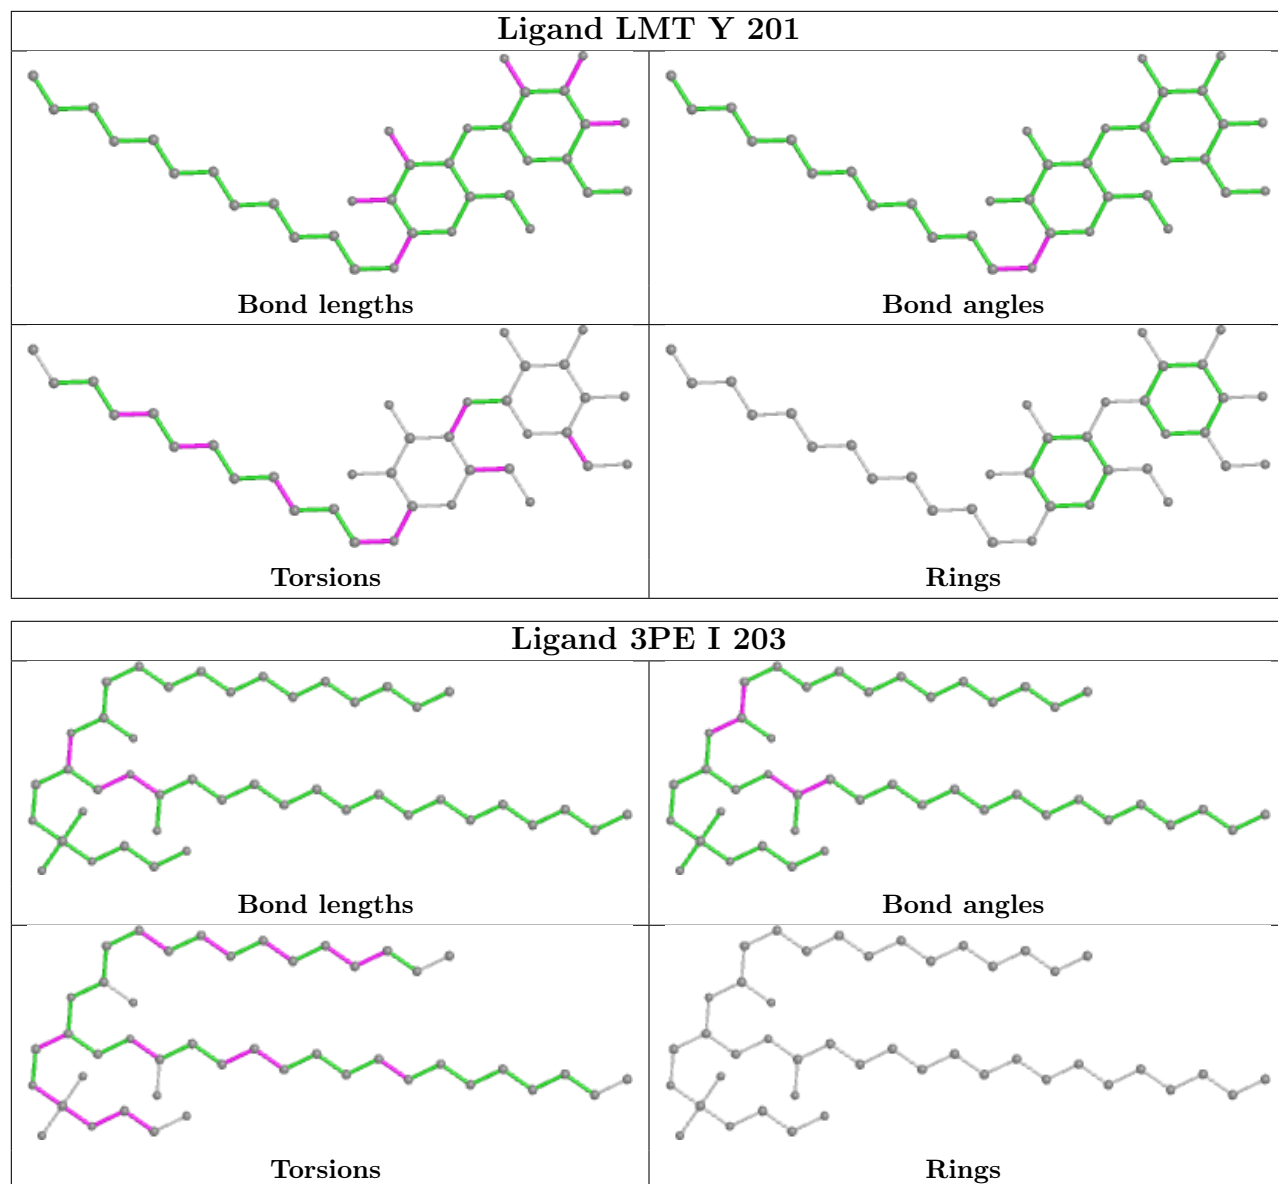 Ligand LMT Y 201
Bond lengths
Bond angles
Torsions
Rings
Ligand 3PE I 203
Bond lengths
Bond angles
Torsions
Rings